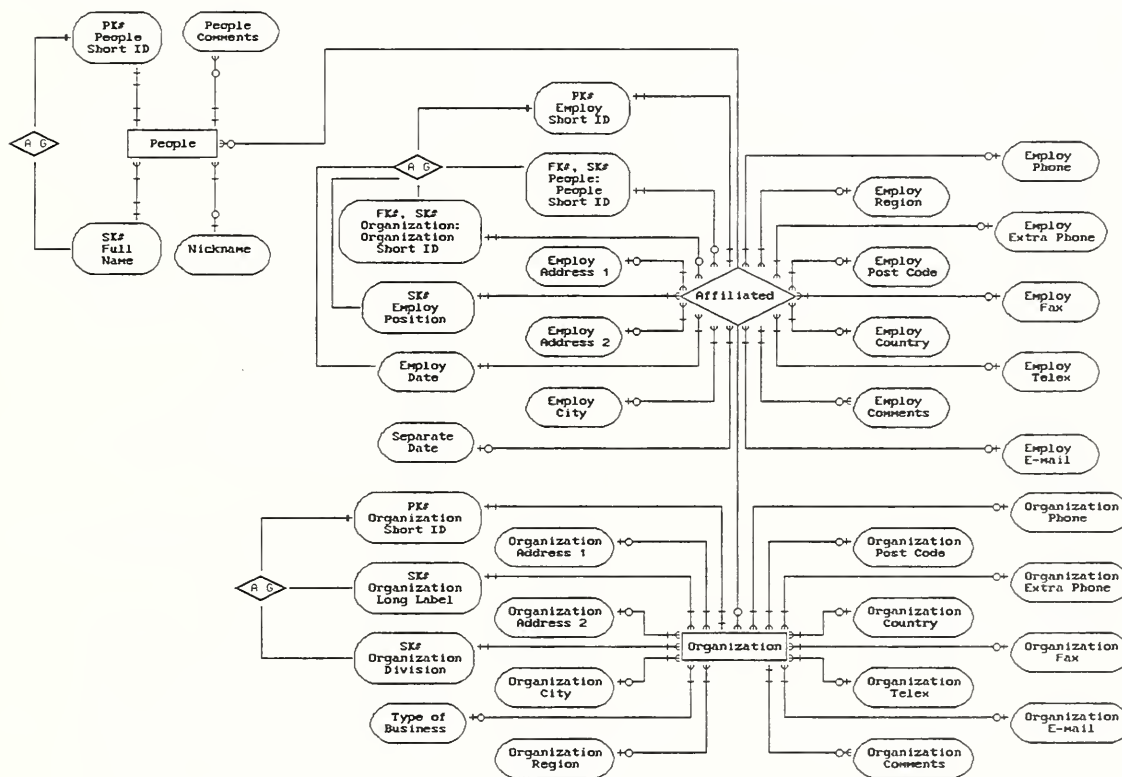 PK#
People
Short ID
People
Comments
A G
People
SK#
Full
Name
Nickname
PK#
Employ
Short ID
A G
FK#, SK#
People:
People
Short ID
FK#, SK#
Organization:
Organization
Short ID
Employ
Phone
Employ
Region
Employ
Extra Phone
Employ
Address 1
Employ
Post Code
SK#
Employ
Position
Affiliated
Employ
Fax
Employ
Address 2
Employ
Country
Employ
Date
Employ
Telex
Employ
City
Employ
Comments
Separate
Date
Employ
E-mail
PK#
Organization
Short ID
Organization
Phone
Organization
Address 1
Organization
Post Code
A G
SK#
Organization
Long Label
Organization
Extra Phone
Organization
Address 2
Organization
Country
SK#
Organization
Division
Organization
Organization
Fax
Organization
City
Organization
Telex
Type of
Business
Organization
E-mail
Organization
Region
Organization
Comments